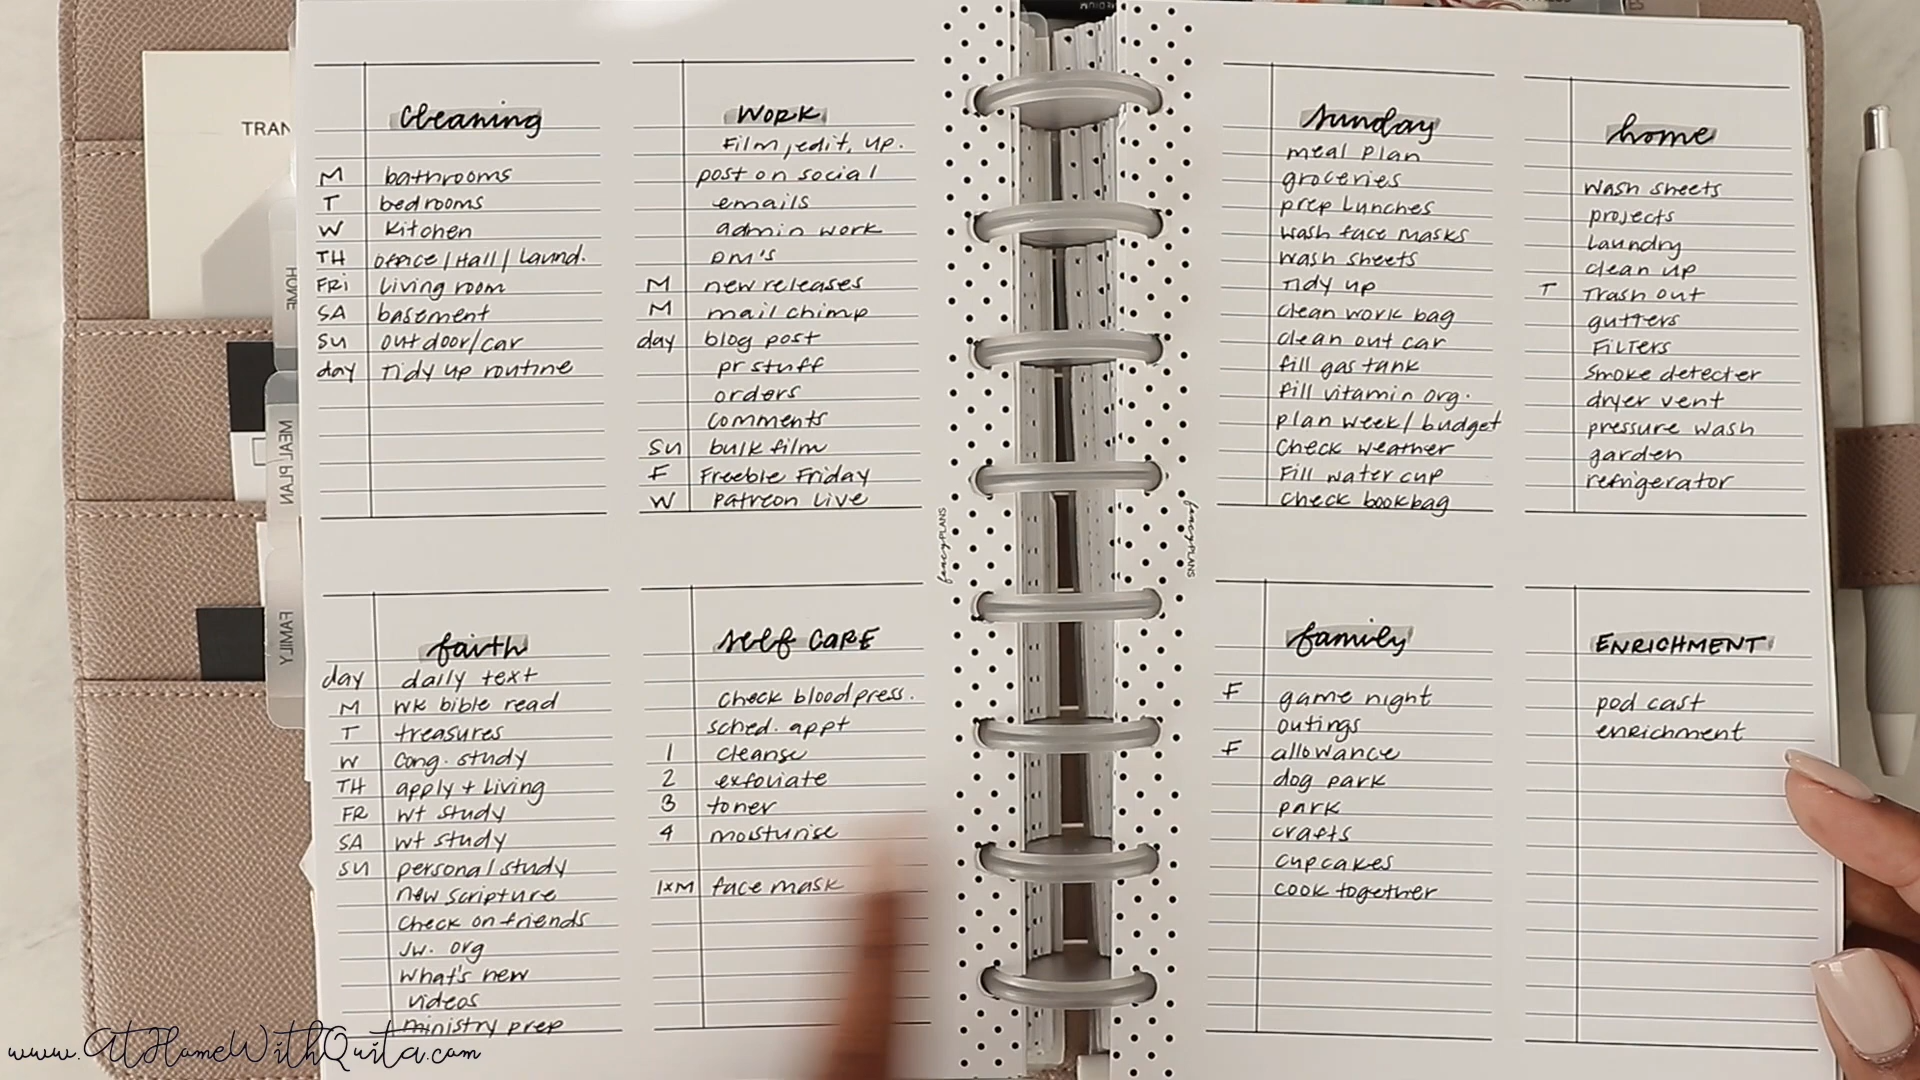 TRAN
HOME
MEAL PLAN
FAMILY
cleaning
M bathrooms
T bedrooms
W kitchen
TH office/Hall/Laund.
FRi living room
SA basement
SU outdoor/car
day Tidy up routine
WORK
Film, edit, up.
post on social
emails
admin work
DM's
M new releases
M mail chimp
day blog post
pr stuff
orders
comments
SU bulk film
F Freebie Friday
W Patreon Live
faith
day daily text
M wk bible read
T treasures
W Cong. study
TH apply + Living
FR wt study
SA wt study
SU personal study
new scripture
Check on friends
Jw. org
What's new
videos
ministry prep
self CARE
Check blood press.
sched. appt
1 cleanse
2 exfoliate
3 toner
4 moisturise
1xM face mask
fancyPLANS
fancyPLANS
sunday
meal plan
groceries
prep Lunches
wash face masks
wash sheets
Tidy up
clean work bag
clean out car
fill gas tank
fill vitamin org.
plan week/budget
Check weather
Fill water cup
check bookbag
home
wash sheets
projects
Laundry
clean up
T Trash out
gutters
FiLTERS
Smoke detecter
dryer vent
pressure wash
garden
refrigerator
family
F game night
outings
F allowance
dog park
park
crafts
cupcakes
cook together
ENRICHMENT
pod cast
enrichment
www.AtHomeWithQuita.com